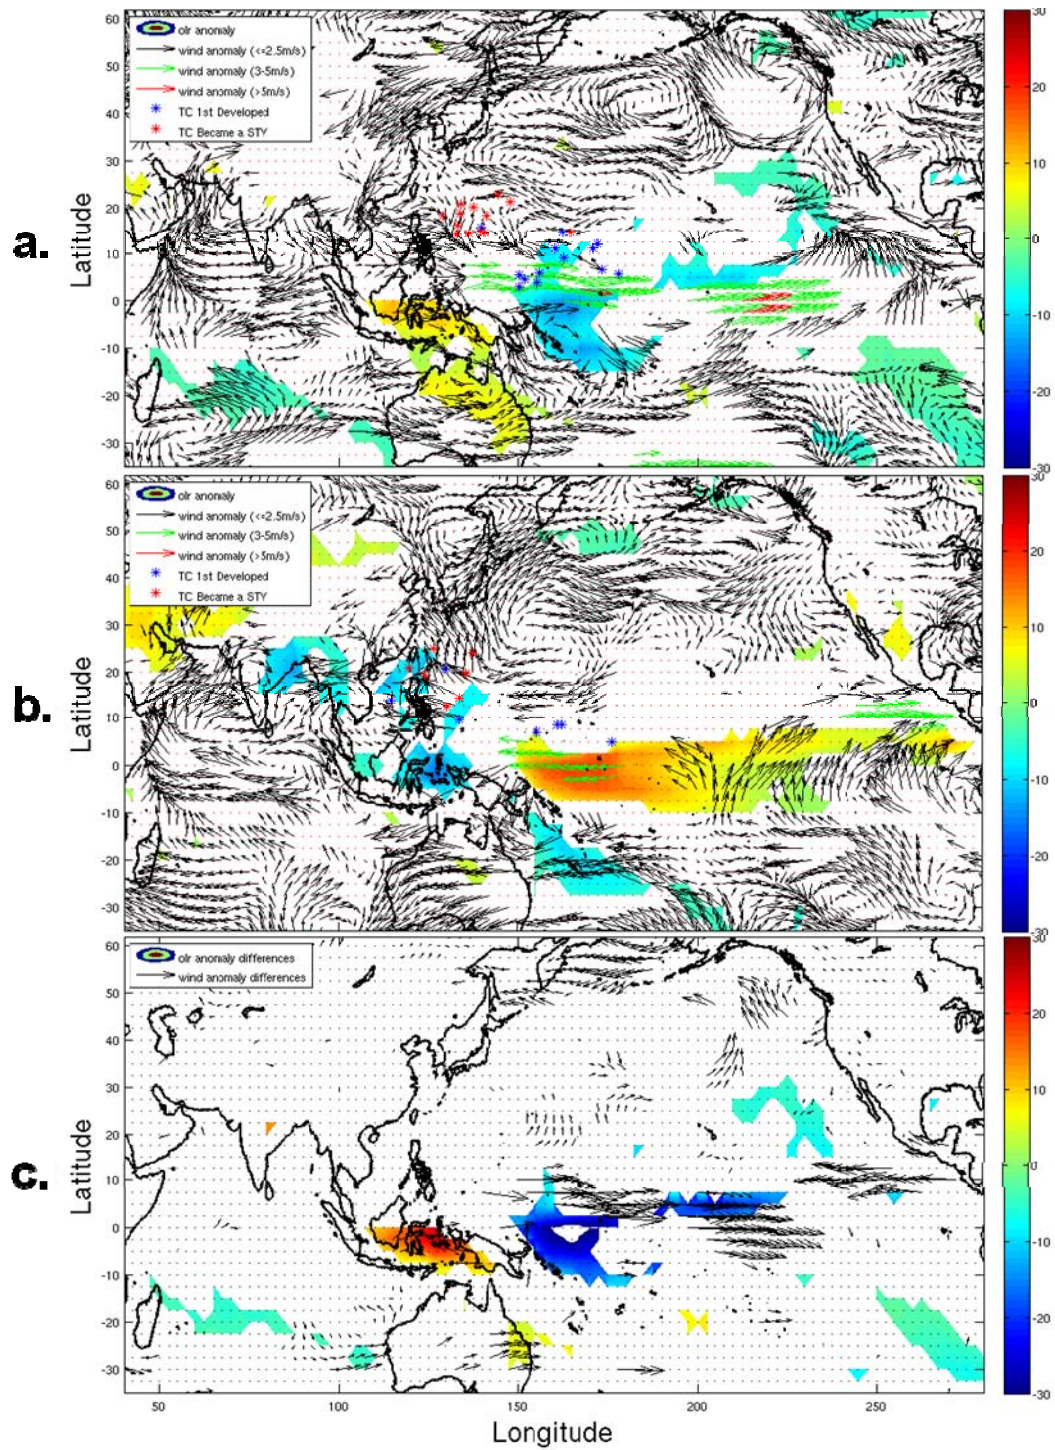 a.
Latitude
olr anomaly
wind anomaly (<=2.5m/s)
wind anomaly (3-5m/s)
wind anomaly (>5m/s)
TC 1st Developed
TC Became a STY
60
50
40
30
20
10
0
-10
-20
-30
30
20
10
0
-10
-20
-30
b.
Latitude
olr anomaly
wind anomaly (<=2.5m/s)
wind anomaly (3-5m/s)
wind anomaly (>5m/s)
TC 1st Developed
TC Became a STY
60
50
40
30
20
10
0
-10
-20
-30
30
20
10
0
-10
-20
-30
c.
Latitude
olr anomaly differences
wind anomaly differences
60
50
40
30
20
10
0
-10
-20
-30
30
20
10
0
-10
-20
-30
50 100 150 200 250
Longitude